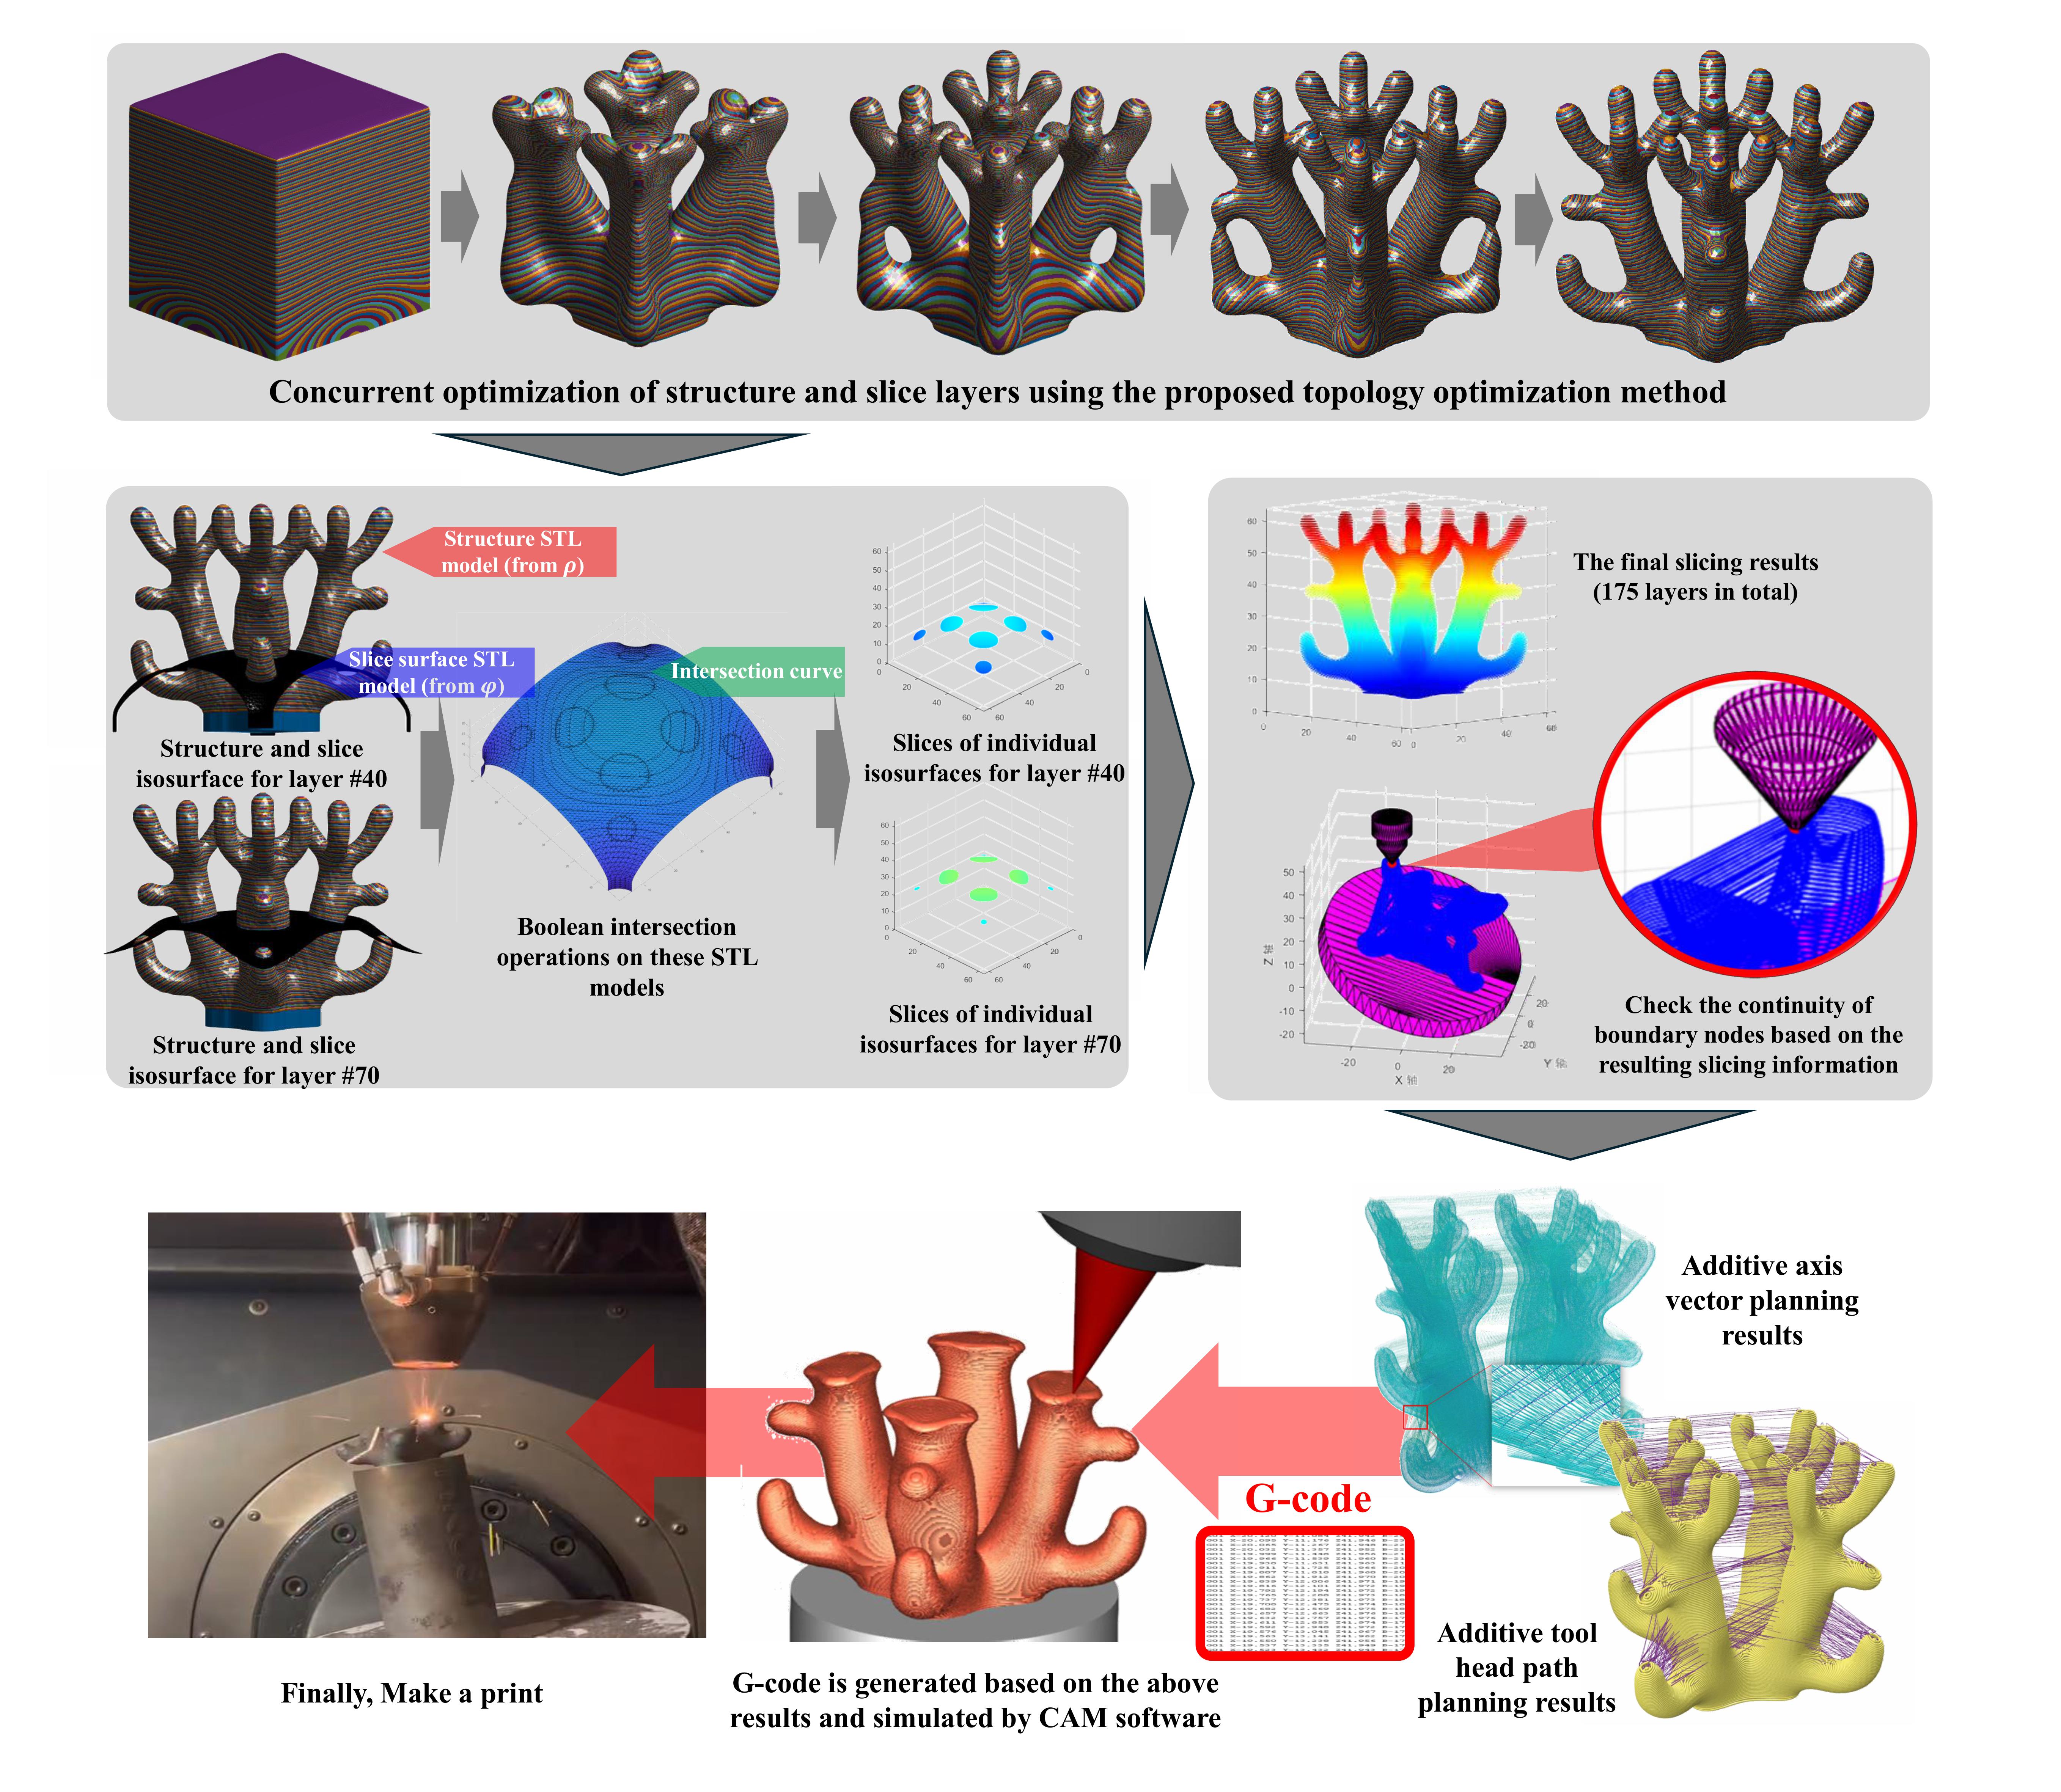 Concurrent optimization of structure and slice layers using the proposed topology optimization method
Structure STL
model (from ρ)
Slice surface STL
model (from φ)
Structure and slice
isosurface for layer #40
Structure and slice
isosurface for layer #70
Intersection curve
Boolean intersection
operations on these STL
models
60
50
40
30
20
10
0
0
20
40
60
60
40
20
0
Slices of individual
isosurfaces for layer #40
60
50
40
30
20
10
0
0
20
40
60
60
40
20
0
Slices of individual
isosurfaces for layer #70
60
50
40
30
20
10
0
0
20
40
60
0
20
40
60
The final slicing results
(175 layers in total)
50
40
30
20
10
0
-10
-20
Z 轴
-20
0
20
X 轴
20
0
-20
Y 轴
Check the continuity of
boundary nodes based on the
resulting slicing information
Additive axis
vector planning
results
Additive tool
head path
planning results
G-code
G-code is generated based on the above
results and simulated by CAM software
Finally, Make a print